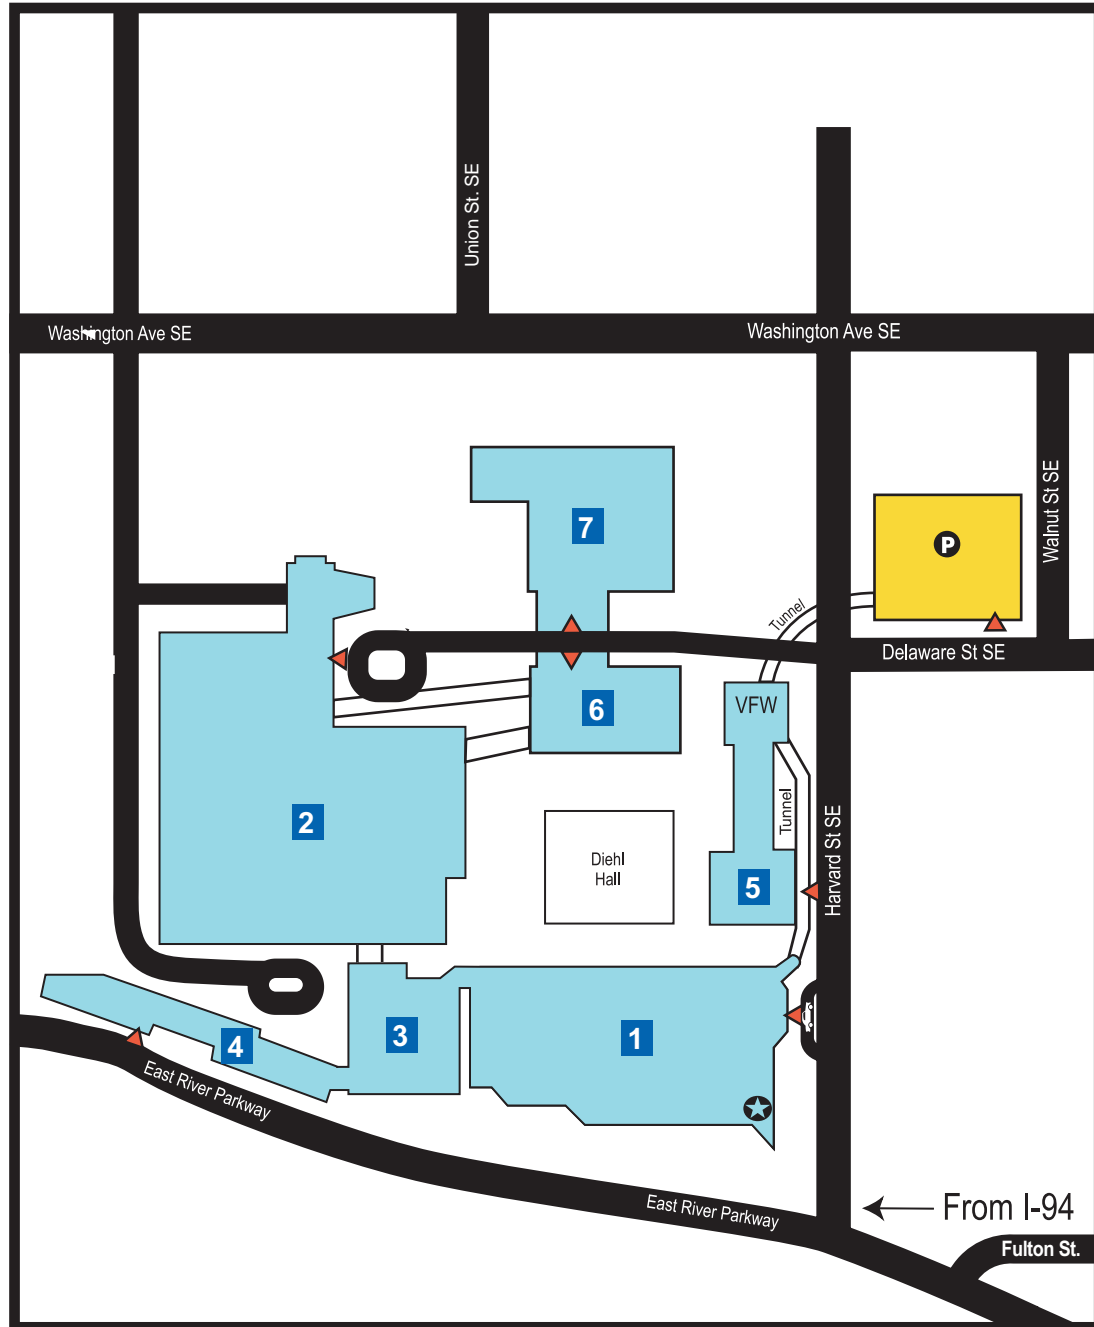 Union St. SE
Washington Ave SE
Washington Ave SE
Walnut St SE
7
P
Tunnel
Delaware St SE
6
VFW
2
Tunnel
Harvard St SE
Diehl
Hall
5
3
1
4
East River Parkway
East River Parkway
From I-94
Fulton St.